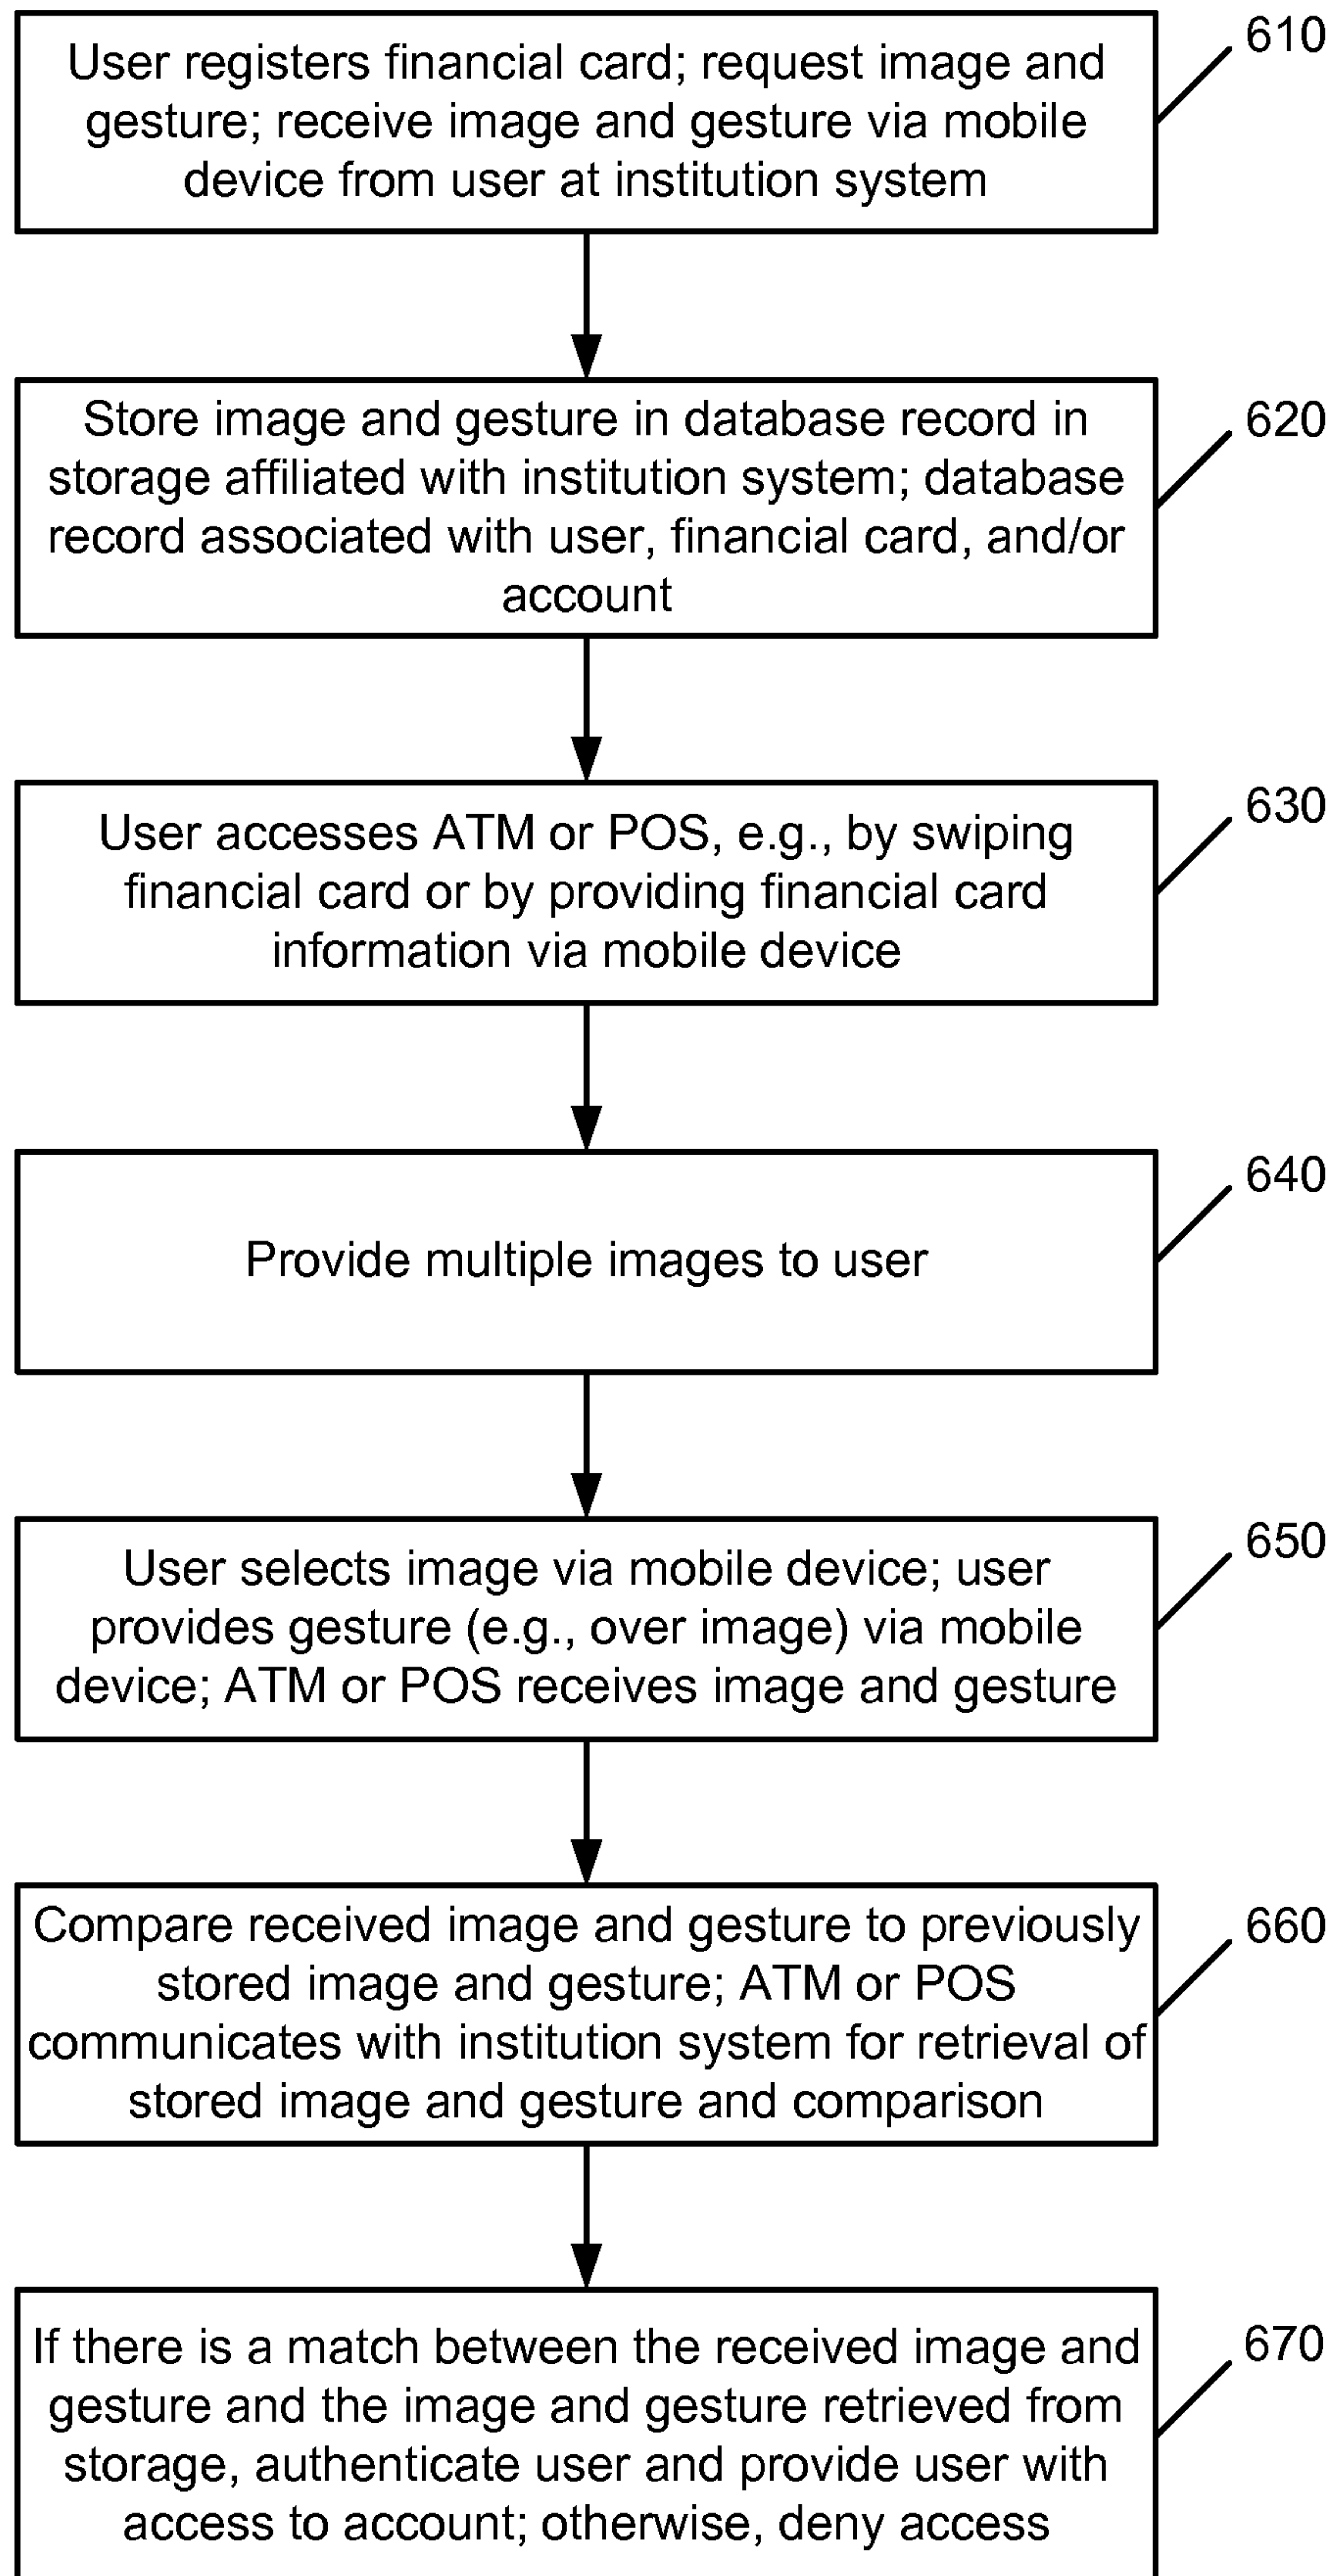 User registers financial card; request image and
gesture; receive image and gesture via mobile
device from user at institution system
610
Store image and gesture in database record in
storage affiliated with institution system; database
record associated with user, financial card, and/or
account
620
User accesses ATM or POS, e.g., by swiping
financial card or by providing financial card
information via mobile device
630
Provide multiple images to user
640
User selects image via mobile device; user
provides gesture (e.g., over image) via mobile
device; ATM or POS receives image and gesture
650
Compare received image and gesture to previously
stored image and gesture; ATM or POS
communicates with institution system for retrieval of
stored image and gesture and comparison
660
If there is a match between the received image and
gesture and the image and gesture retrieved from
storage, authenticate user and provide user with
access to account; otherwise, deny access
670